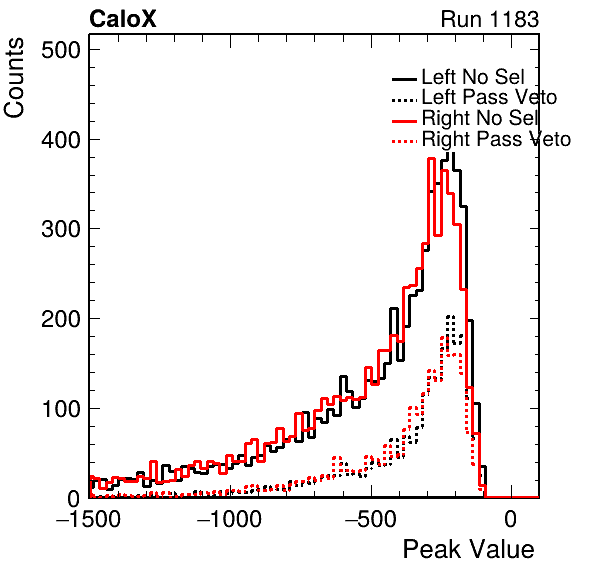 CaloX Run 1183
Counts
500
400
300
200
100
0
Left No Sel
Left Pass Veto
Right No Sel
Right Pass Veto
−1500 −1000 −500 0
Peak Value